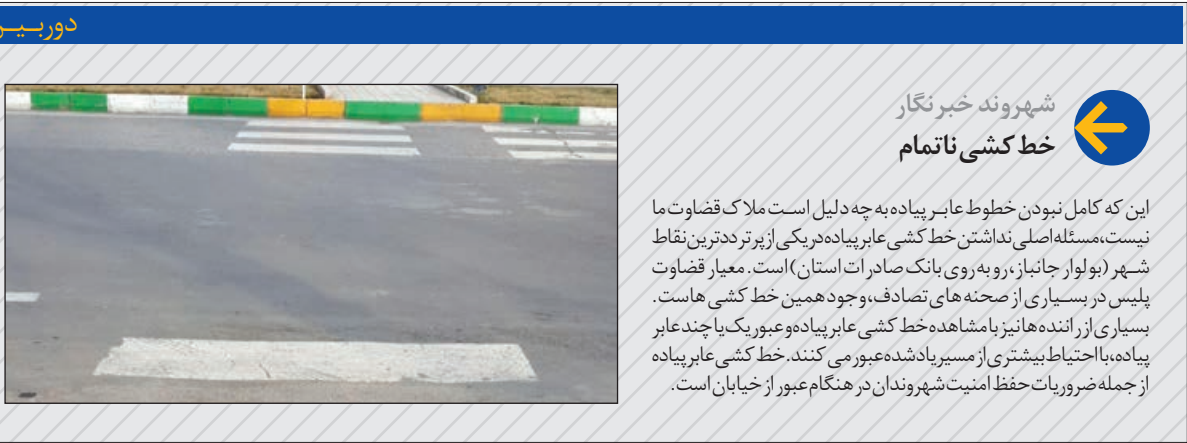 دوربین
شهروند خبرنگار
خط کشی ناتمام
این که کامل نبودن خطوط عابر پیاده به چه دلیل است ملاک قضاوت ما
نیست، مسئله اصلی نداشتن خط کشی عابر پیاده در یکی از پرترددترین نقاط
شهر (بولوار جانباز، روبه‌روی بانک صادرات استان) است. معیار قضاوت
پلیس در بسیاری از صحنه های تصادف، وجود همین خط کشی هاست.
بسیاری از راننده ها نیز با مشاهده خط کشی عابر پیاده و عبور یک یا چند عابر
پیاده، با احتیاط بیشتری از مسیر یاد شده عبور می کنند. خط کشی عابر پیاده
از جمله ضروریات حفظ امنیت شهروندان در هنگام عبور از خیابان است.